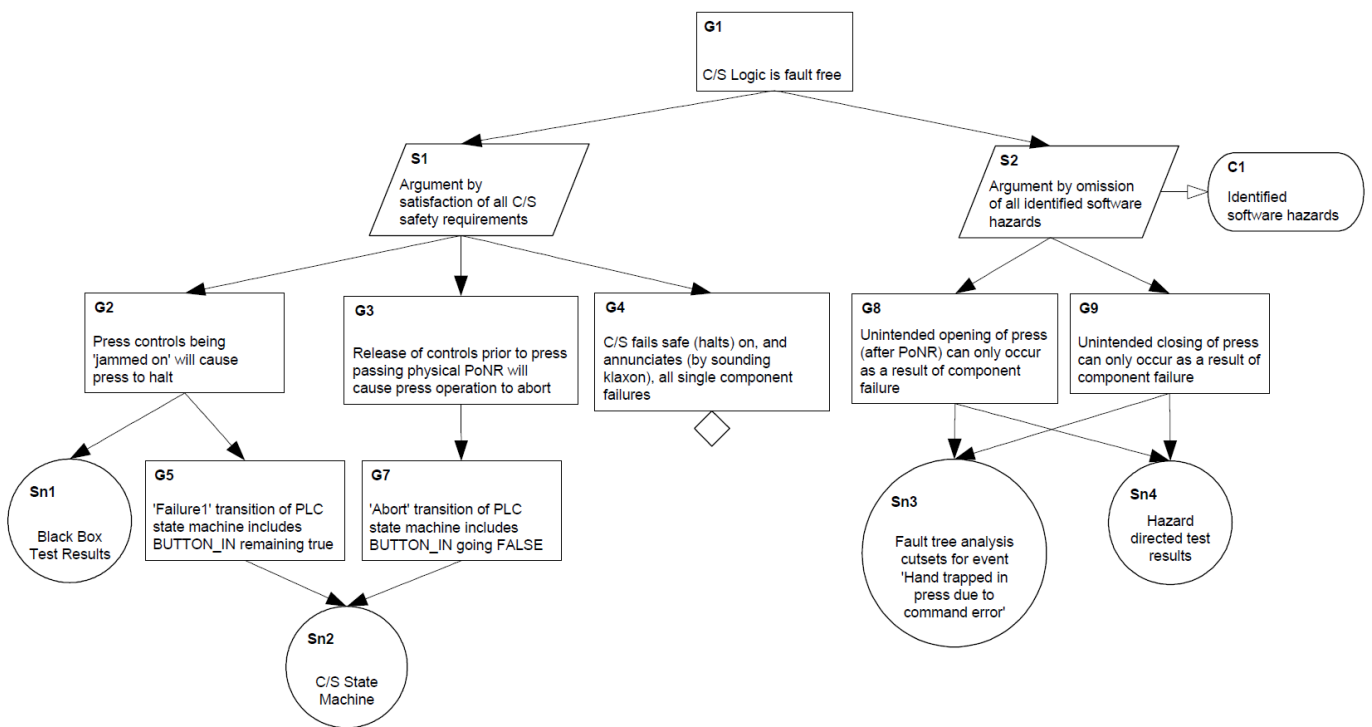 G1
C/S Logic is fault free
S1
Argument by
satisfaction of all C/S
safety requirements
S2
Argument by omission
of all identified software
hazards
C1
Identified
software hazards
G2
Press controls being
'jammed on' will cause
press to halt
G3
Release of controls prior to press
passing physical PoNR will
cause press operation to abort
G4
C/S fails safe (halts) on, and
annunciates (by sounding
klaxon), all single component
failures
G8
Unintended opening of press
(after PoNR) can only occur
as a result of component
failure
G9
Unintended closing of press
can only occur as a result of
component failure
Sn1
Black Box
Test Results
G5
'Failure1' transition of PLC
state machine includes
BUTTON_IN remaining true
G7
'Abort' transition of PLC
state machine includes
BUTTON_IN going FALSE
Sn3
Fault tree analysis
cutsets for event
'Hand trapped in
press due to
command error'
Sn4
Hazard
directed test
results
Sn2
C/S State
Machine